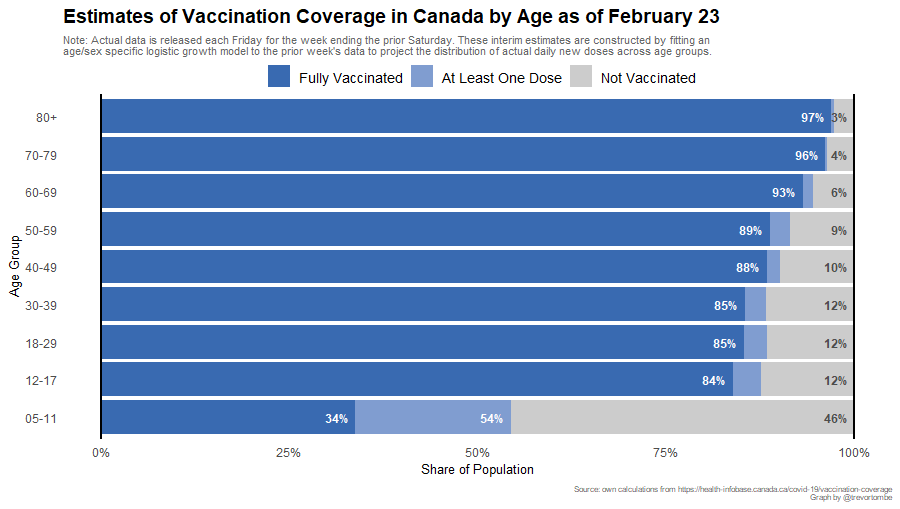 Estimates of Vaccination Coverage in Canada by Age as of February 23
Note: Actual data is released each Friday for the week ending the prior Saturday. These interim estimates are constructed by fitting an
age/sex specific logistic growth model to the prior week's data to project the distribution of actual daily new doses across age groups.
Fully Vaccinated At Least One Dose Not Vaccinated
80+ 97% 3%
70-79 96% 4%
60-69 93% 6%
50-59 89% 9%
40-49 88% 10%
30-39 85% 12%
18-29 85% 12%
12-17 84% 12%
05-11 34% 54% 46%
Age Group
0% 25% 50% 75% 100%
Share of Population
Source: own calculations from https://health-infobase.canada.ca/covid-19/vaccination-coverage
Graph by @trevortombe